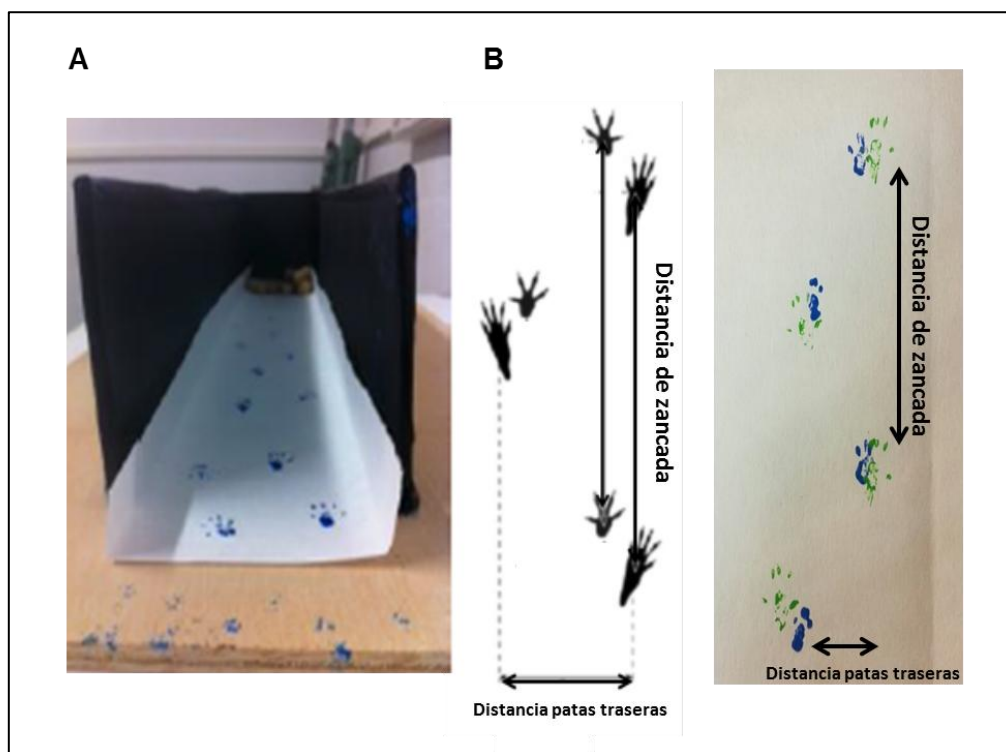 A
B
Distancia de zancada
Distancia patas traseras
Distancia de zancada
Distancia patas traseras